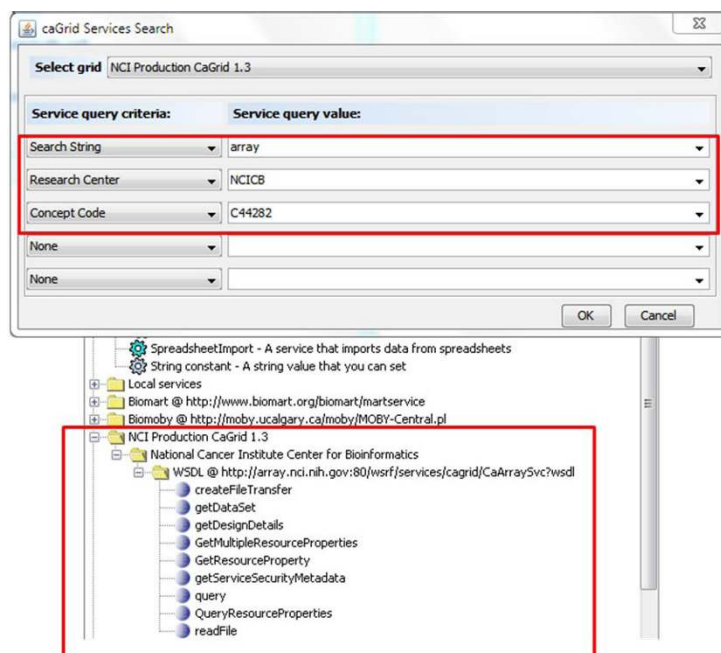 caGrid Services Search
Select grid NCI Production CaGrid 1.3
Service query criteria: Service query value:
Search String array
Research Center NCICB
Concept Code C44282
None
None
OK Cancel
SpreadsheetImport - A service that imports data from spreadsheets
String constant - A string value that you can set
Local services
Biomart @ http://www.biomart.org/biomart/martservice
Biomoby @ http://moby.ucalgary.ca/moby/MOBY-Central.pl
NCI Production CaGrid 1.3
National Cancer Institute Center for Bioinformatics
WSDL @ http://array.nci.nih.gov:80/wsrf/services/cagrid/CaArraySvc?wsdl
createFileTransfer
getDataSet
getDesignDetails
GetMultipleResourceProperties
GetResourceProperty
getServiceSecurityMetadata
query
QueryResourceProperties
readFile